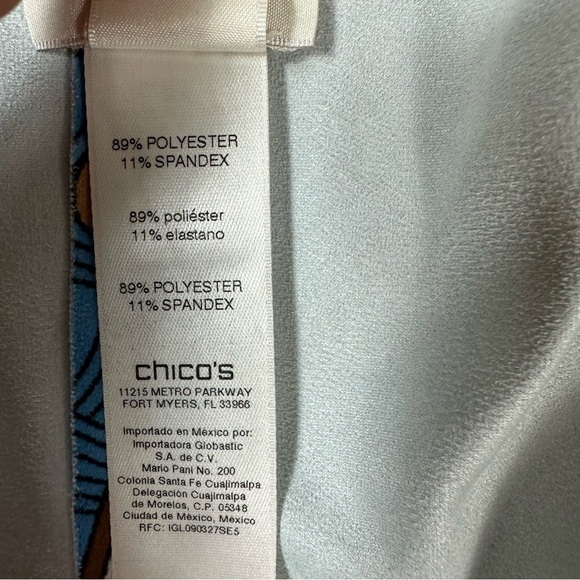 89% POLYESTER
11% SPANDEX
89% poliéster
11% elastano
89% POLYESTER
11% SPANDEX
chico's
11215 METRO PARKWAY
FORT MYERS, FL 33966
Importado en México por:
Importadora Globastic
S.A. de C.V.
Mario Pani No. 200
Colonia Santa Fe Cuajimalpa
Delegación Cuajimalpa
de Morelos, C.P. 05348
Ciudad de México, México
RFC: IGL090327SE5